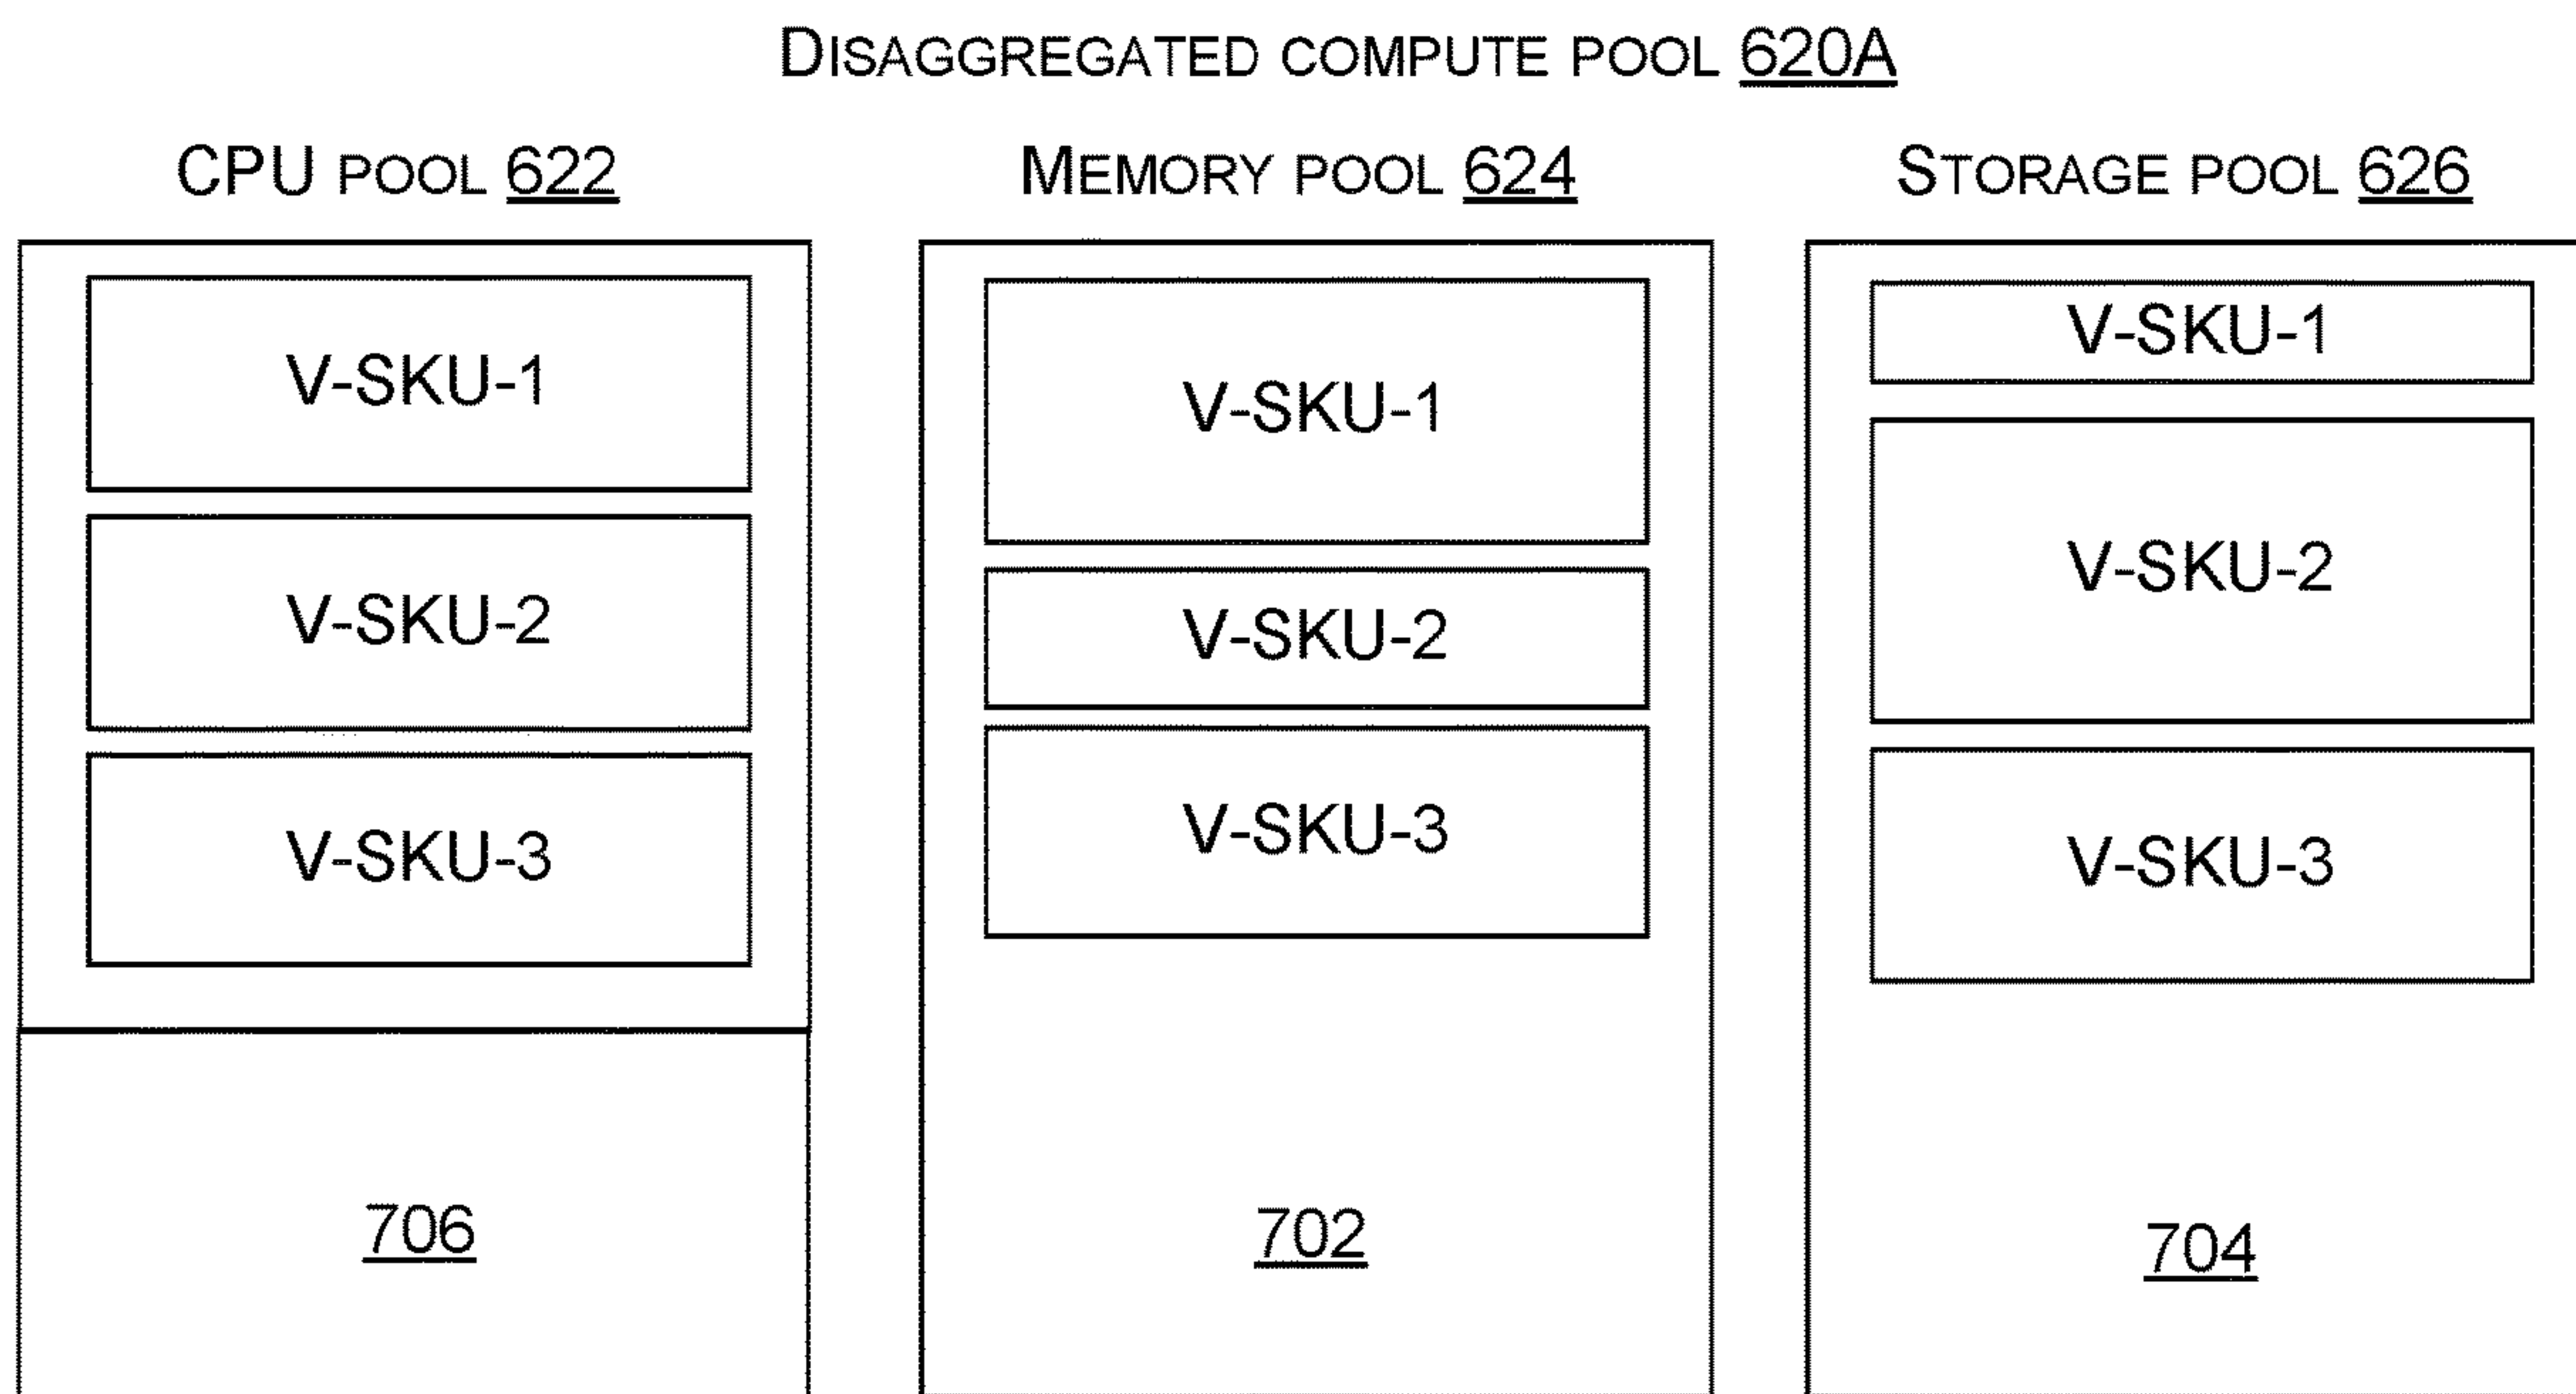 DISAGGREGATED COMPUTE POOL 620A
CPU POOL 622
MEMORY POOL 624
STORAGE POOL 626
V-SKU-1
V-SKU-2
V-SKU-3
706
V-SKU-1
V-SKU-2
V-SKU-3
702
V-SKU-1
V-SKU-2
V-SKU-3
704